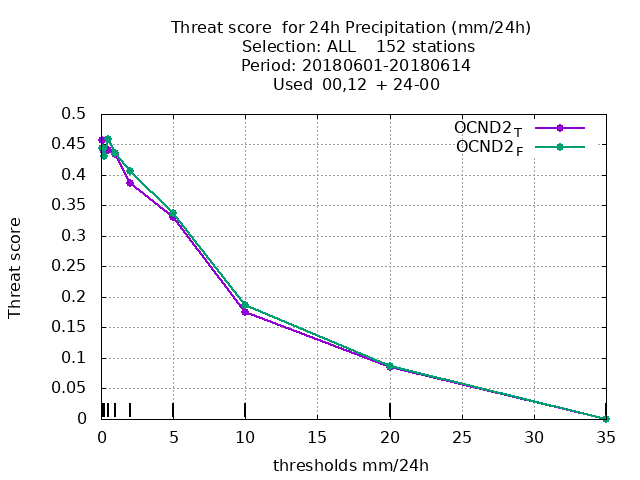 Threat score  for 24h Precipitation (mm/24h)
Selection: ALL    152 stations
Period: 20180601-20180614
Used  00,12  + 24-00
OCND2T
OCND2F
0.5
0.45
0.4
0.35
0.3
0.25
0.2
0.15
0.1
0.05
0
Threat score
0 5 10 15 20 25 30 35
thresholds mm/24h